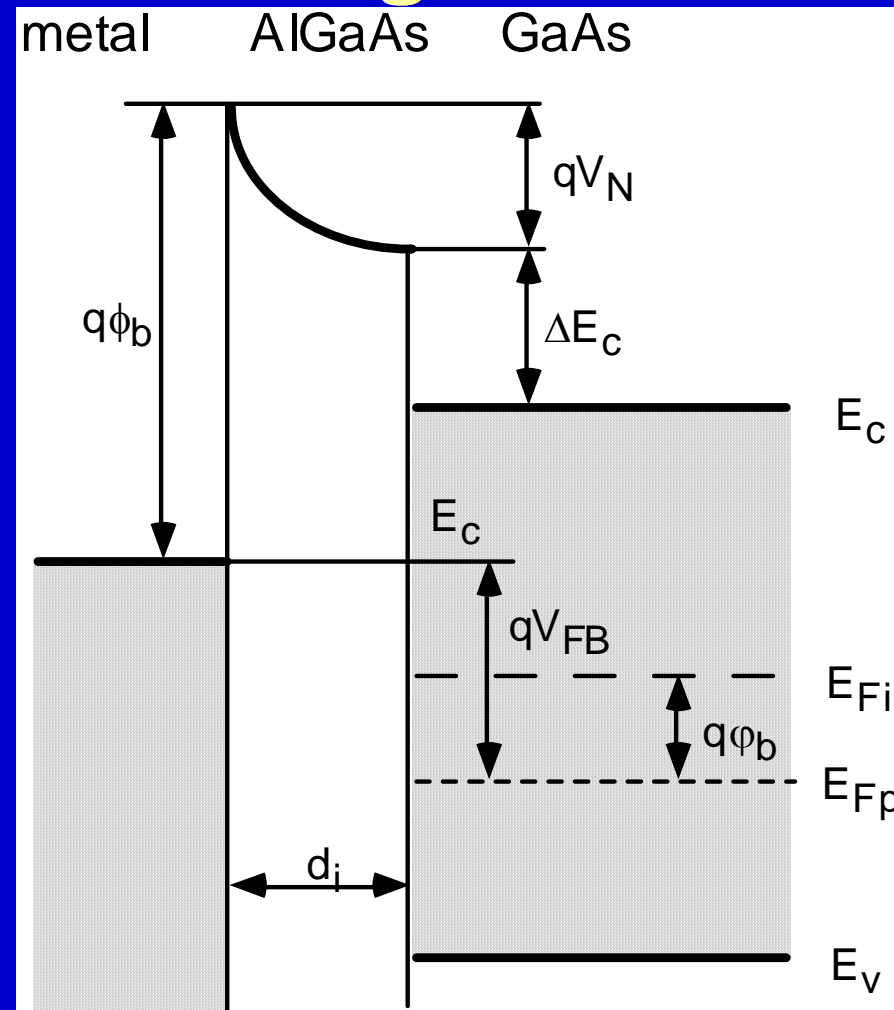 metal AlGaAs GaAs
qV_N
qϕ_b
ΔE_c
E_c
E_c
qV_FB
E_Fi
qφ_b
E_Fp
d_i
E_v